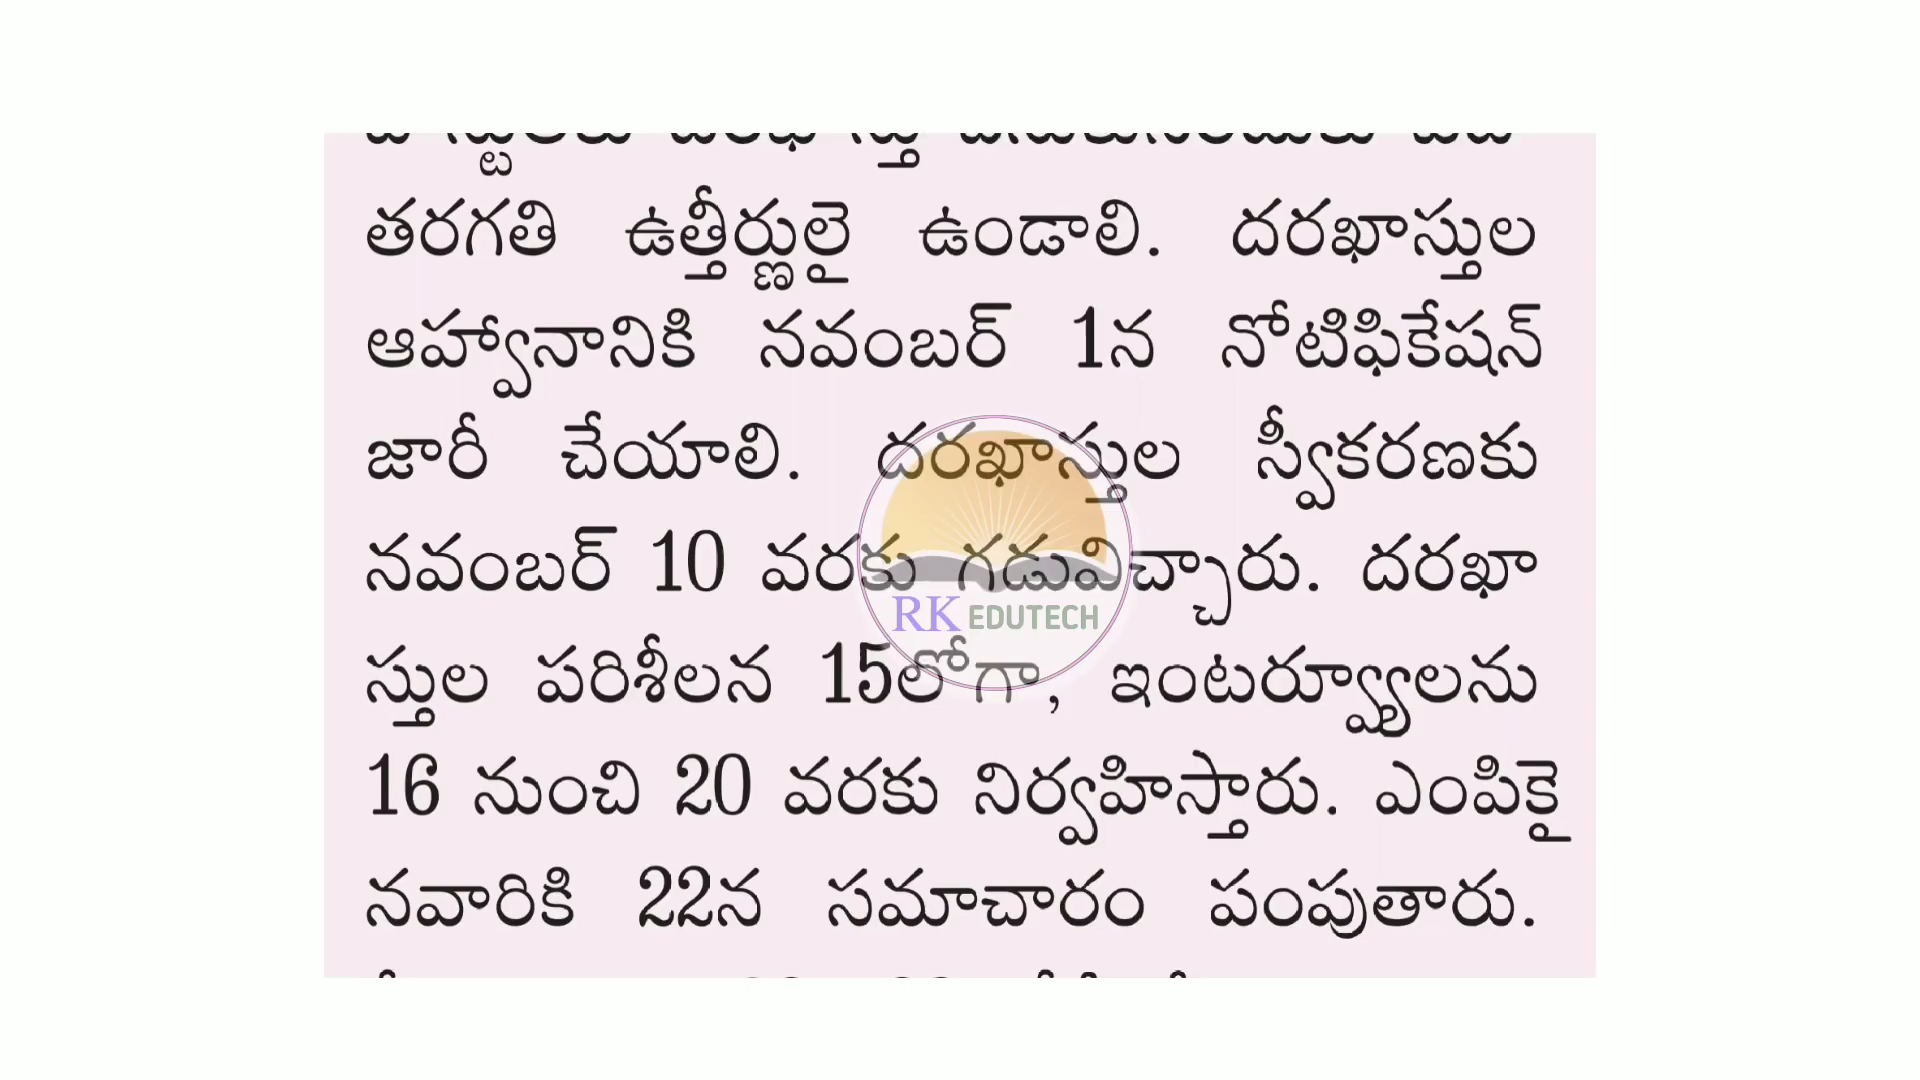 తరగతి ఉత్తీర్ణులై ఉండాలి. దరఖాస్తుల
ఆహ్వానానికి నవంబర్ 1న నోటిఫికేషన్
జారీ చేయాలి. దరఖాస్తుల స్వీకరణకు
నవంబర్ 10 వరకు గడువిచ్చారు. దరఖా
స్తుల పరిశీలన 15లోగా, ఇంటర్వ్యూలను
16 నుంచి 20 వరకు నిర్వహిస్తారు. ఎంపికై
నవారికి 22న సమాచారం పంపుతారు.
RK EDUTECH